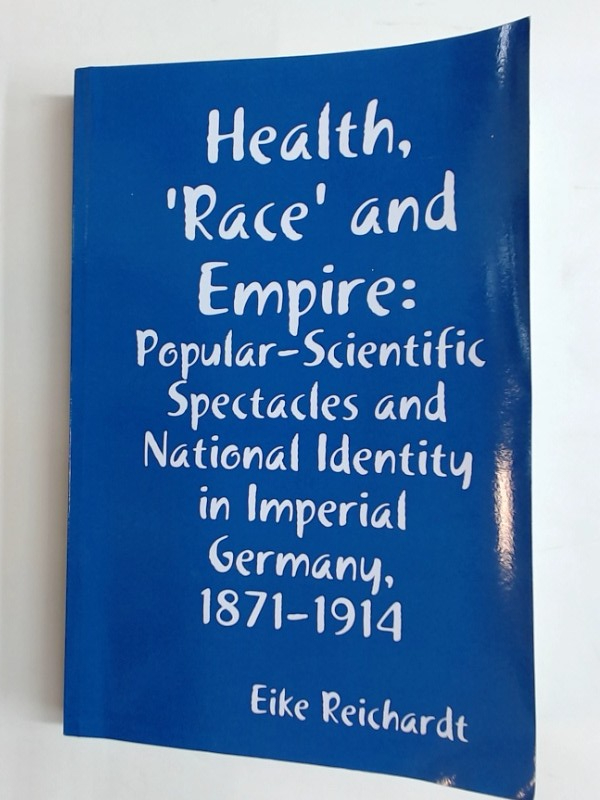 Health,
'Race' and
Empire:
Popular-Scientific
Spectacles and
National Identity
in Imperial
Germany,
1871-1914
Eike Reichardt